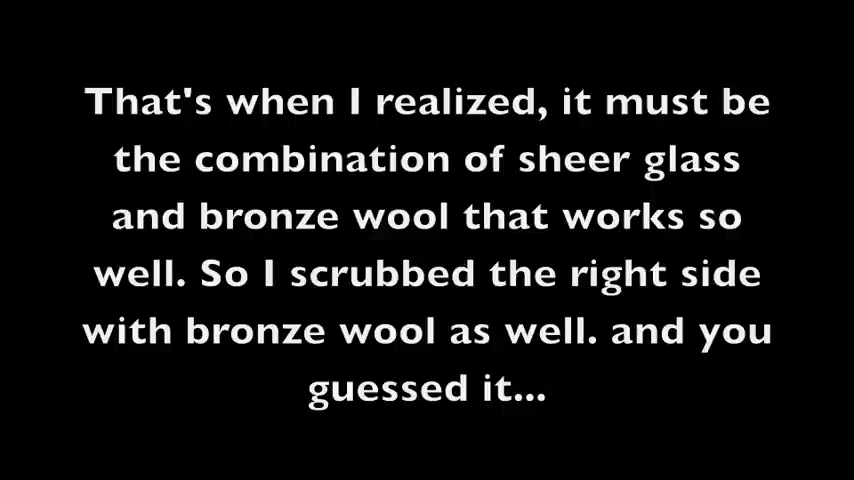 That's when I realized, it must be
the combination of sheer glass
and bronze wool that works so
well. So I scrubbed the right side
with bronze wool as well. and you
guessed it...